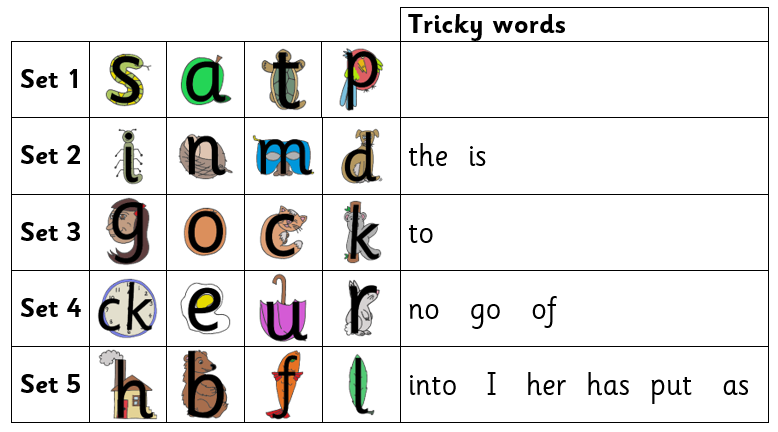 Tricky words
Set 1 s a t p
Set 2 i n m d the is
Set 3 g o c k to
Set 4 ck e u r no go of
Set 5 h b f l into I her has put as